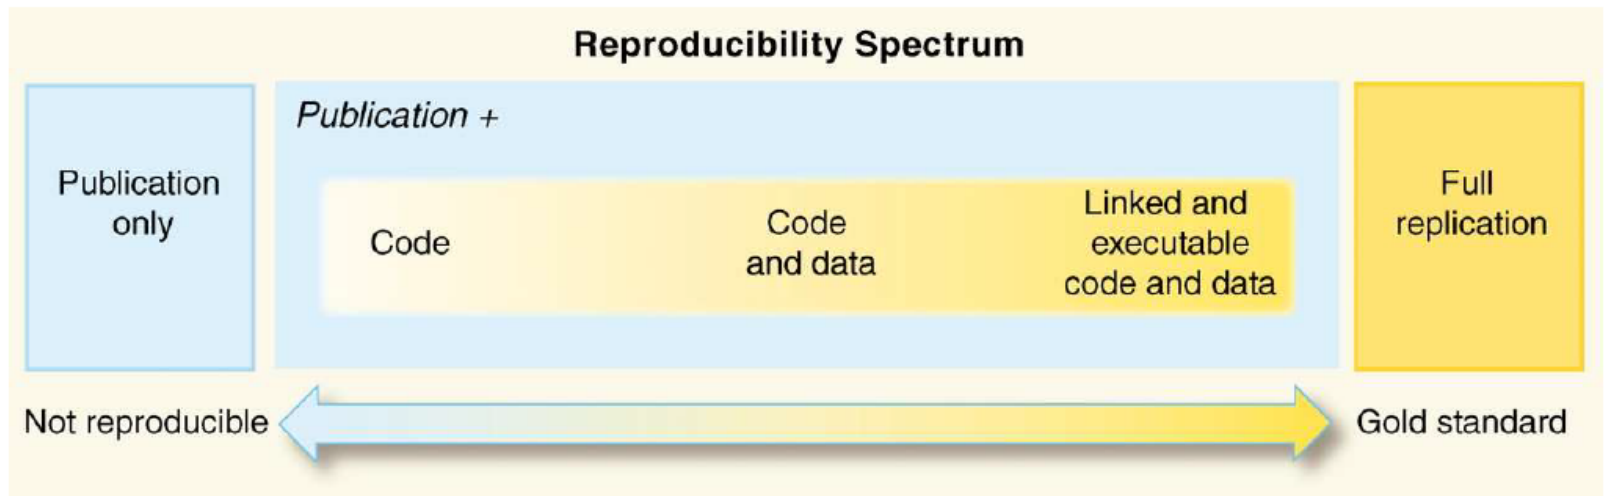 Reproducibility Spectrum
Publication
only
Publication +
Code
Code
and data
Linked and
executable
code and data
Full
replication
Not reproducible
Gold standard